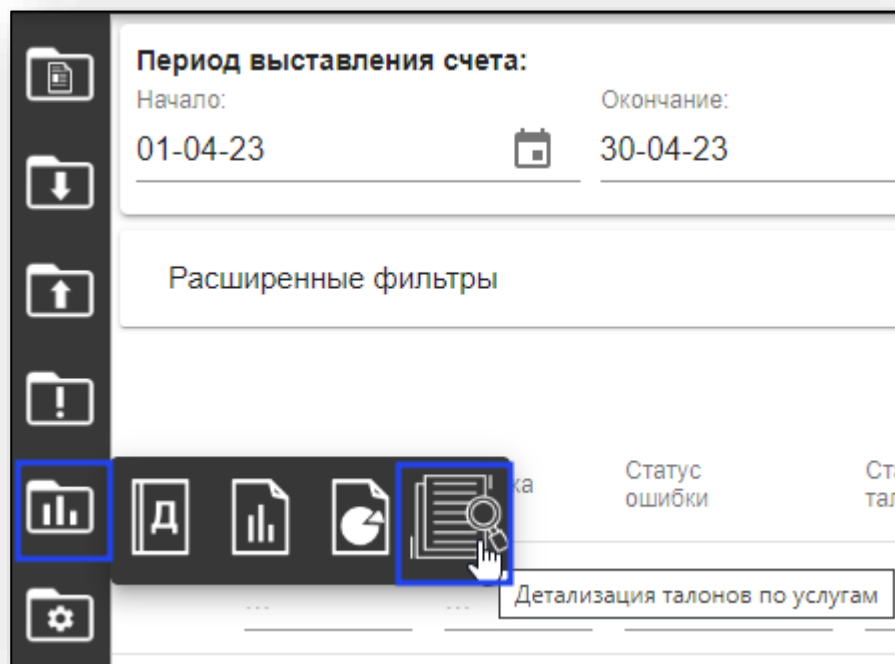 Период выставления счета:
Начало:
Окончание:
01-04-23
30-04-23
Расширенные фильтры
Статус
ошибки
Д
...
...
Детализация талонов по услугам